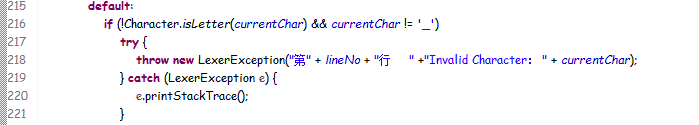 215 default:
216 if (!Character.isLetter(currentChar) && currentChar != '_')
217 try {
218 throw new LexerException("第" + lineNo + "行    " +"Invalid Character： " + currentChar);
219 } catch (LexerException e) {
220 e.printStackTrace();
221 }